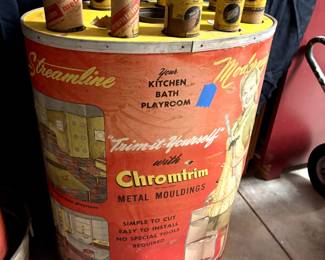 Streamline
Your
KITCHEN
BATH
PLAYROOM
"Trim-it-Yourself"
with
Chromtrim
METAL MOULDINGS
SIMPLE TO CUT
EASY TO INSTALL
NO SPECIAL TOOLS
REQUIRED